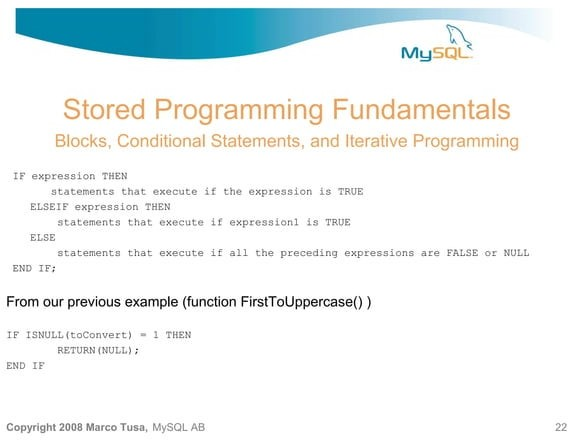 MySQL
Stored Programming Fundamentals
Blocks, Conditional Statements, and Iterative Programming
IF expression THEN
statements that execute if the expression is TRUE
ELSEIF expression THEN
statements that execute if expression1 is TRUE
ELSE
statements that execute if all the preceding expressions are FALSE or NULL
END IF;
From our previous example (function FirstToUppercase() )
IF ISNULL(toConvert) = 1 THEN
RETURN(NULL);
END IF
Copyright 2008 Marco Tusa, MySQL AB
22